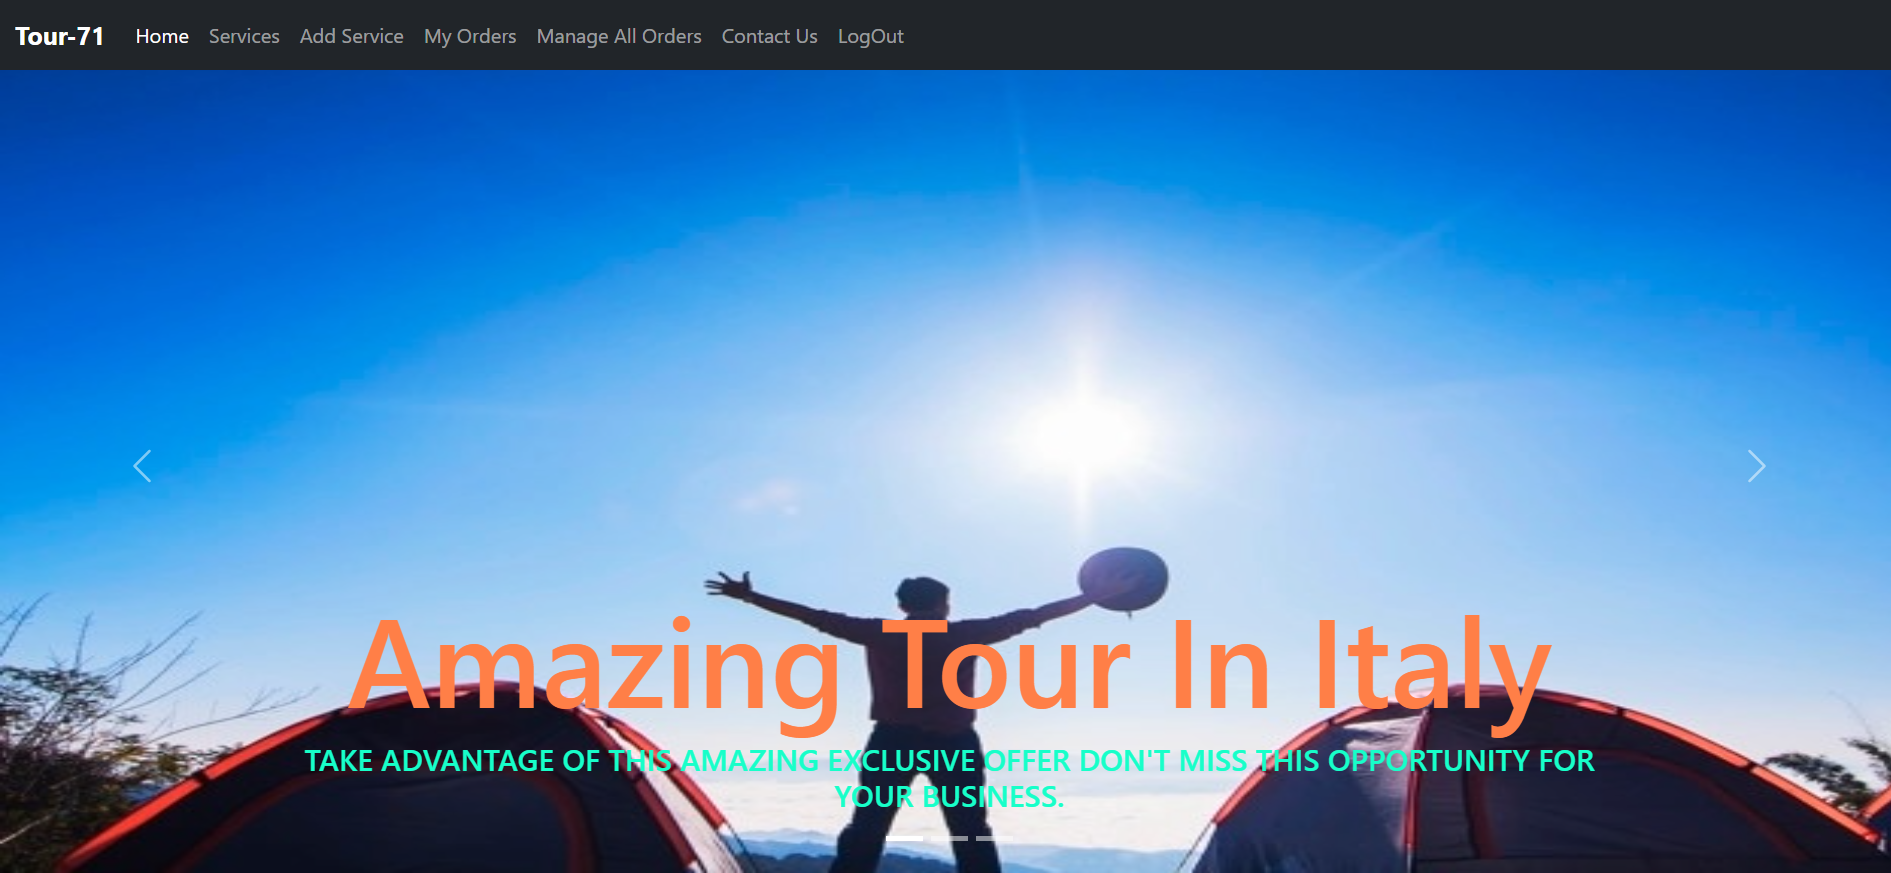 Tour-71 Home Services Add Service My Orders Manage All Orders Contact Us LogOut
Amazing Tour In Italy
TAKE ADVANTAGE OF THIS AMAZING EXCLUSIVE OFFER DON'T MISS THIS OPPORTUNITY FOR
YOUR BUSINESS.